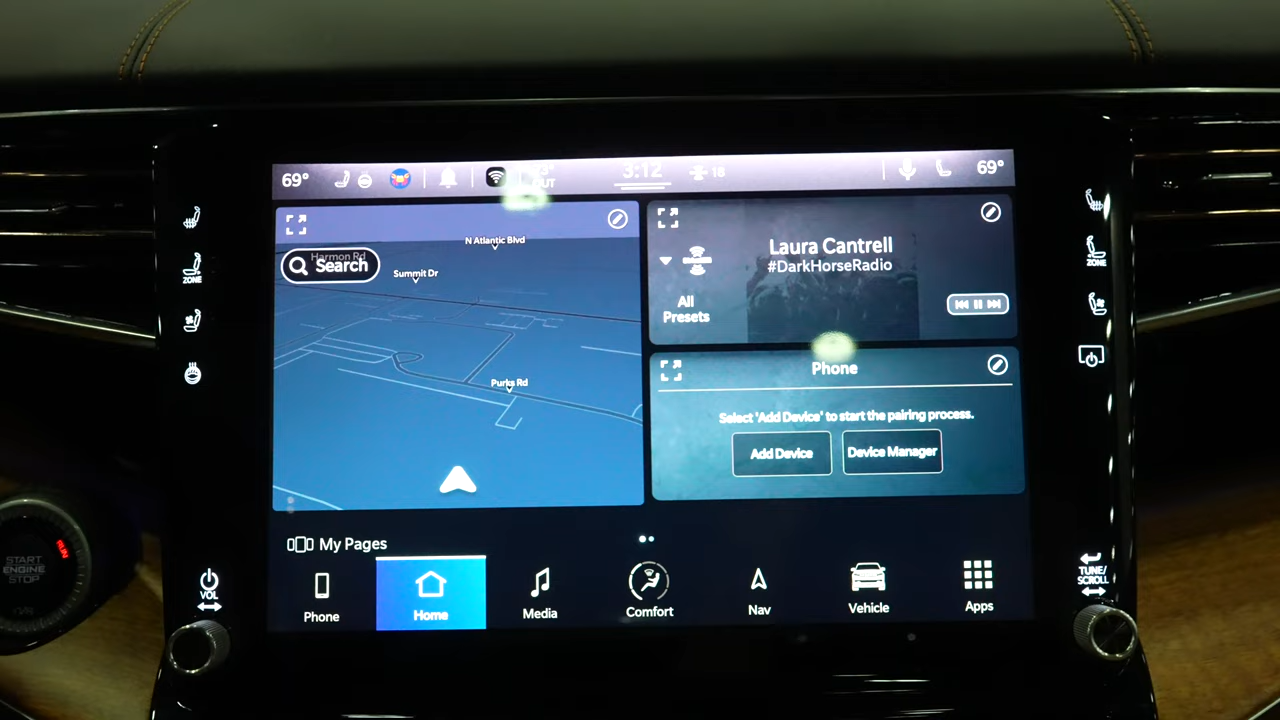 69°
3:12
18
69°
N Atlantic Blvd
Harmon Rd
Search
Summit Dr
Purks Rd
Laura Cantrell
#DarkHorseRadio
All
Presets
Phone
Select 'Add Device' to start the pairing process.
Add Device
Device Manager
My Pages
Phone
Home
Media
Comfort
Nav
Vehicle
Apps
ZONE
VOL
ZONE
TUNE/
SCROLL
START
ENGINE
STOP
RUN